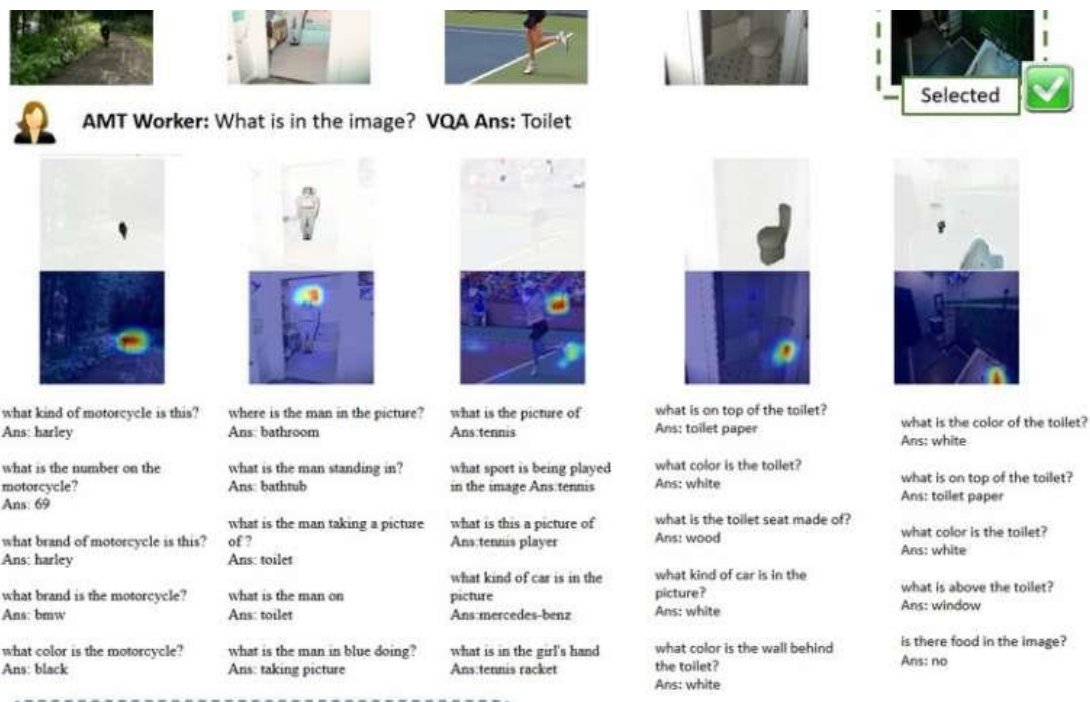 Selected
AMT Worker: What is in the image? VQA Ans: Toilet
what kind of motorcycle is this?
Ans: harley
what is the number on the
motorcycle?
Ans: 69
what brand of motorcycle is this?
Ans: harley
what brand is the motorcycle?
Ans: bmw
what color is the motorcycle?
Ans: black
where is the man in the picture?
Ans: bathroom
what is the man standing in?
Ans: bathtub
what is the man taking a picture
of ?
Ans: toilet
what is the man on
Ans: toilet
what is the man in blue doing?
Ans: taking picture
what is the picture of
Ans:tennis
what sport is being played
in the image Ans:tennis
what is this a picture of
Ans:tennis player
what kind of car is in the
picture
Ans:mercedes-benz
what is in the girl's hand
Ans:tennis racket
what is on top of the toilet?
Ans: toilet paper
what color is the toilet?
Ans: white
what is the toilet seat made of?
Ans: wood
what kind of car is in the
picture?
Ans: white
what color is the wall behind
the toilet?
Ans: white
what is the color of the toilet?
Ans: white
what is on top of the toilet?
Ans: toilet paper
what color is the toilet?
Ans: white
what is above the toilet?
Ans: window
is there food in the image?
Ans: no